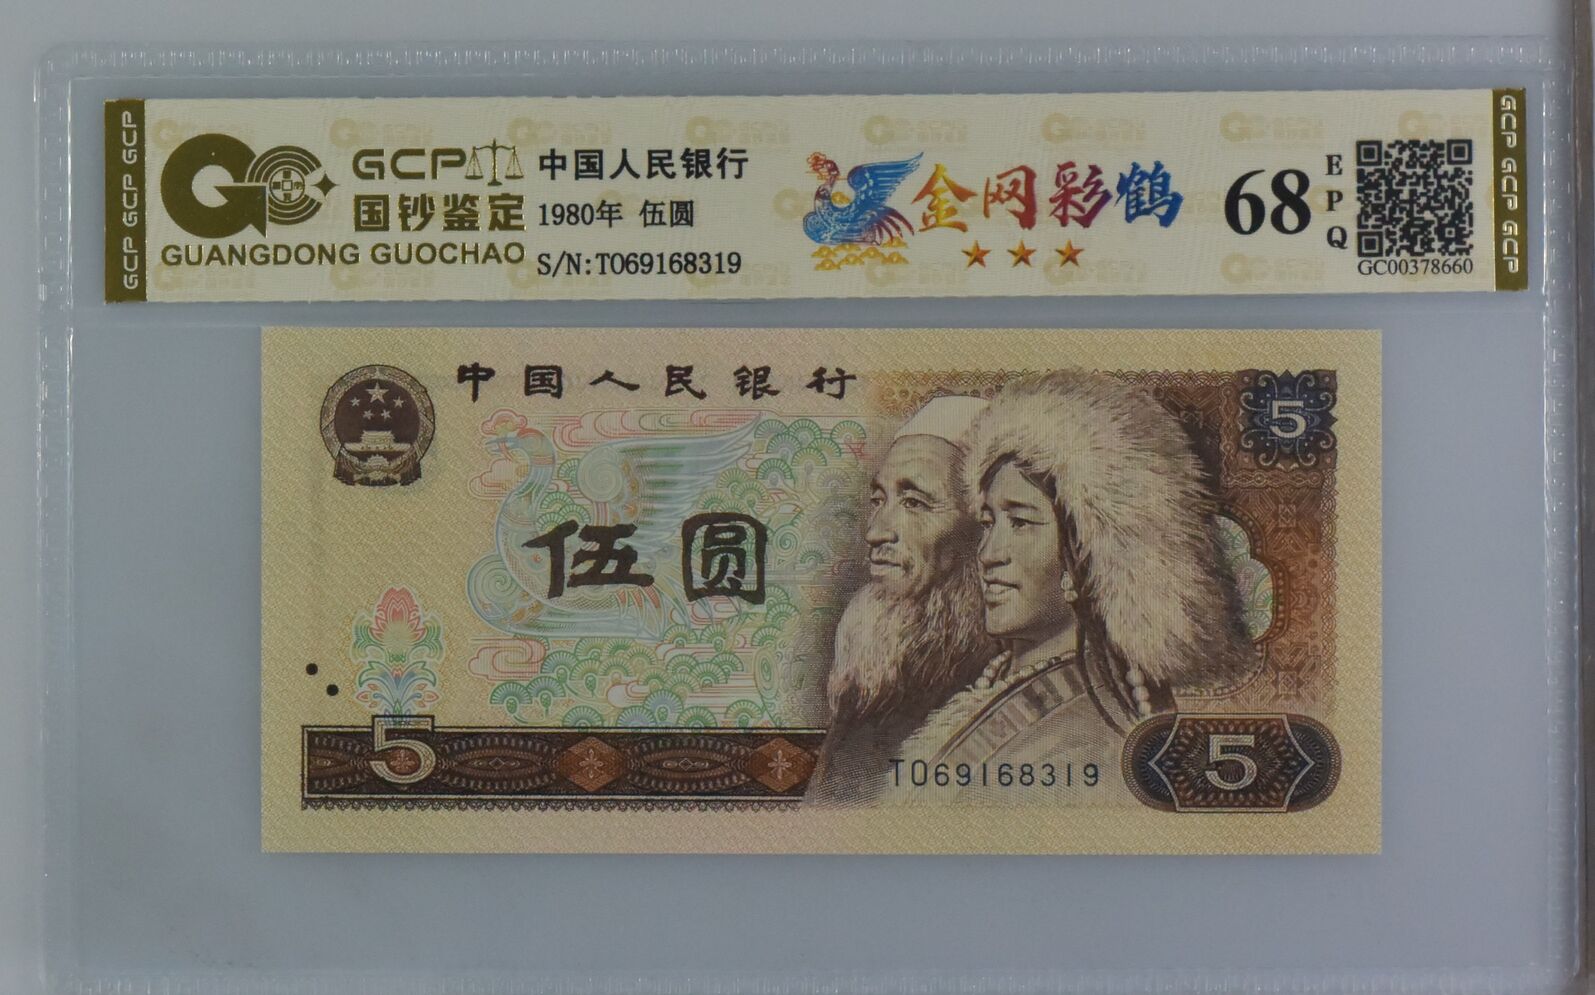 GCP GCP GCP
GCP
国钞鉴定
GUANGDONG GUOCHAO
中国人民银行
1980年 伍圆
S/N:T069168319
金网彩鹤
68
EPQ
GC00378660
GCP GCP GCP
中国人民银行
5
伍圆
5
TO69168319
5